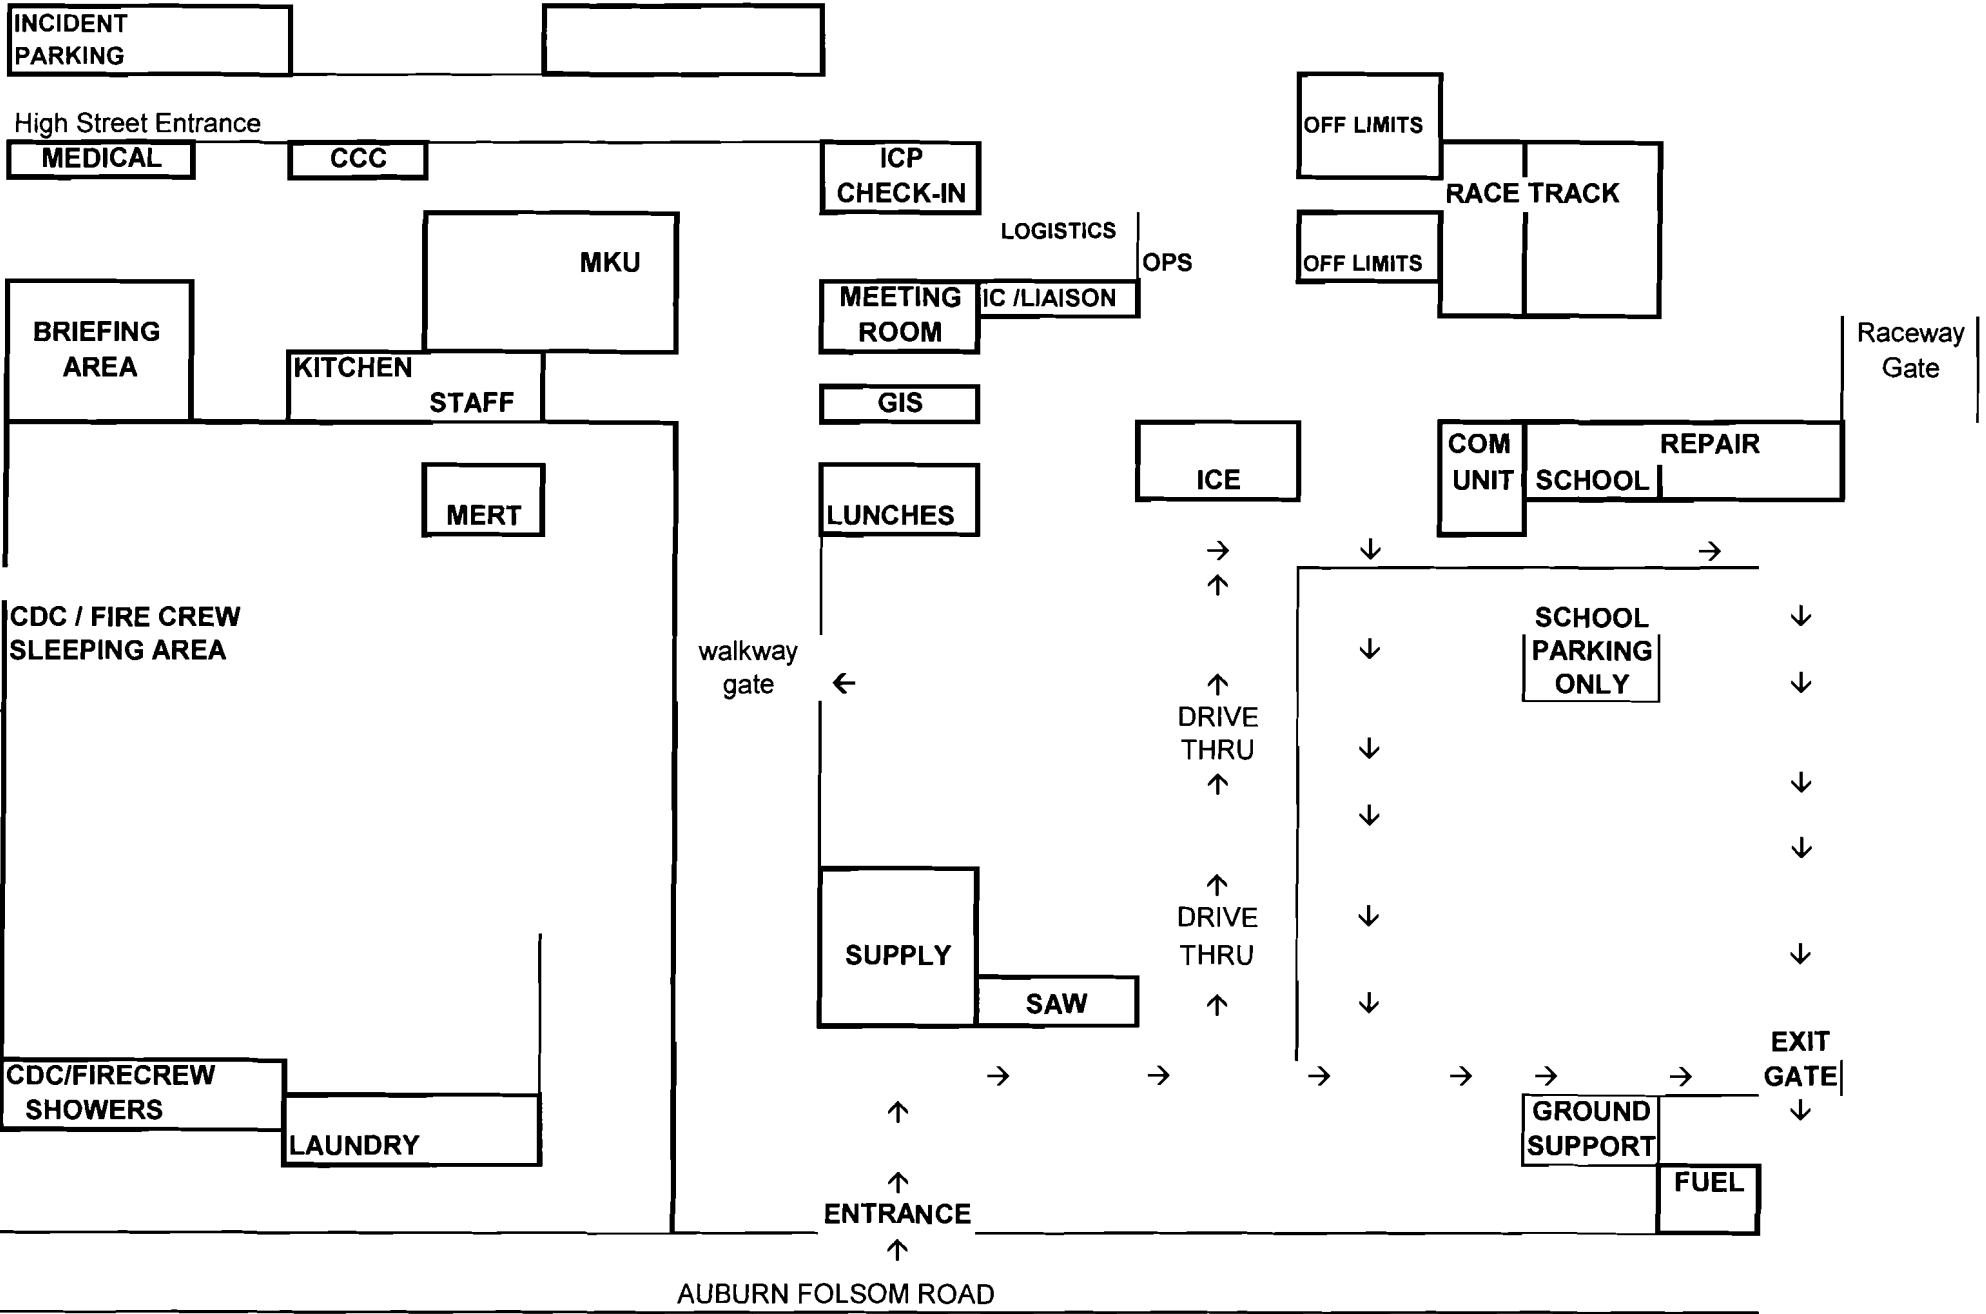 INCIDENT
PARKING
High Street Entrance
MEDICAL
CCC
ICP
CHECK-IN
OFF LIMITS
RACE TRACK
LOGISTICS
OPS
OFF LIMITS
MKU
MEETING
ROOM
IC /LIAISON
BRIEFING
AREA
Raceway
Gate
KITCHEN
STAFF
GIS
ICE
COM
UNIT
SCHOOL
REPAIR
MERT
LUNCHES
→
↓
→
↑
CDC / FIRE CREW
SLEEPING AREA
walkway
gate
←
SCHOOL
PARKING
ONLY
↓
↓
↑
↓
DRIVE
THRU
↓
↑
↓
↓
↓
↑
DRIVE
THRU
↓
↓
↑
↓
SUPPLY
SAW
EXIT
GATE
CDC/FIRECREW
SHOWERS
→
→
→
→
→
→
↑
↓
LAUNDRY
GROUND
SUPPORT
↑
FUEL
ENTRANCE
↑
AUBURN FOLSOM ROAD